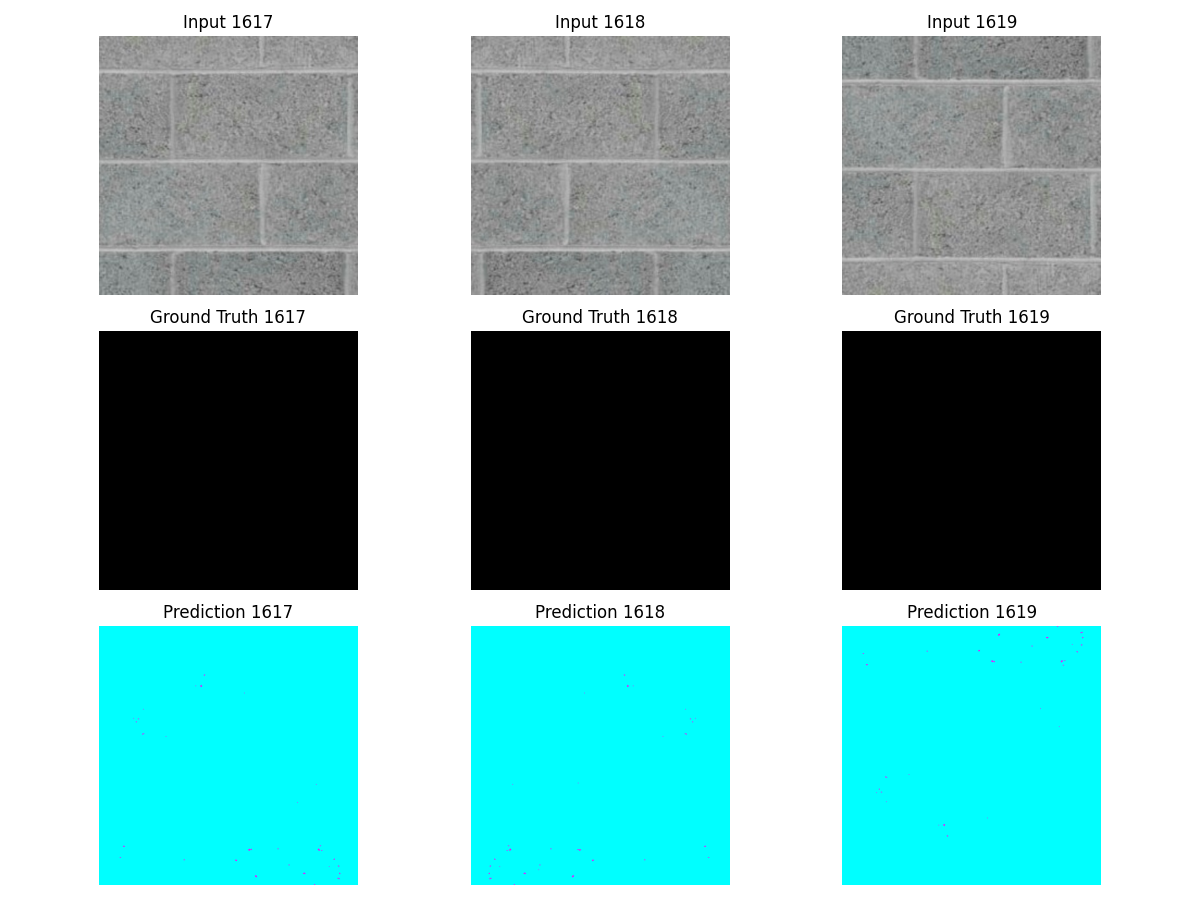 Input 1617
Input 1618
Input 1619
Ground Truth 1617
Ground Truth 1618
Ground Truth 1619
Prediction 1617
Prediction 1618
Prediction 1619